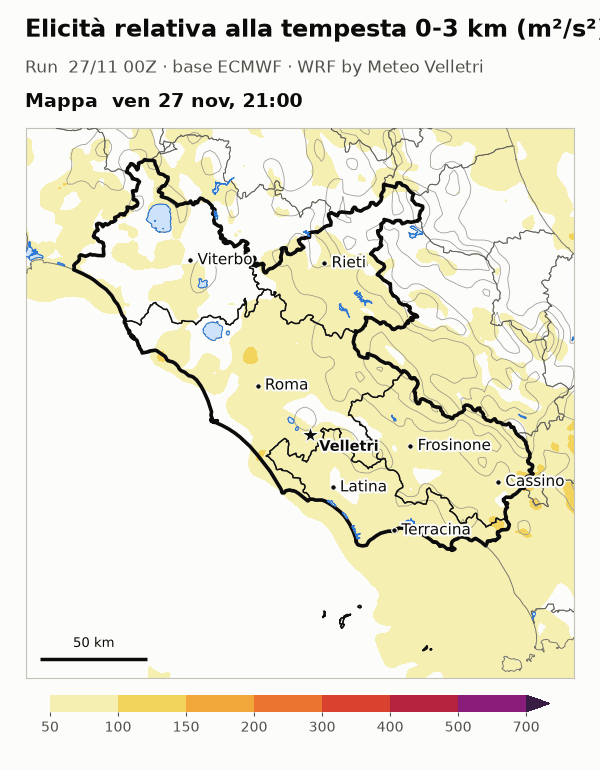 Elicità relativa alla tempesta 0-3 km (m²/s²)
Run 27/11 00Z · base ECMWF · WRF by Meteo Velletri
Mappa ven 27 nov, 21:00
Viterbo
Rieti
Roma
Velletri
Frosinone
Cassino
Latina
Terracina
50 km
50 100 150 200 300 400 500 700